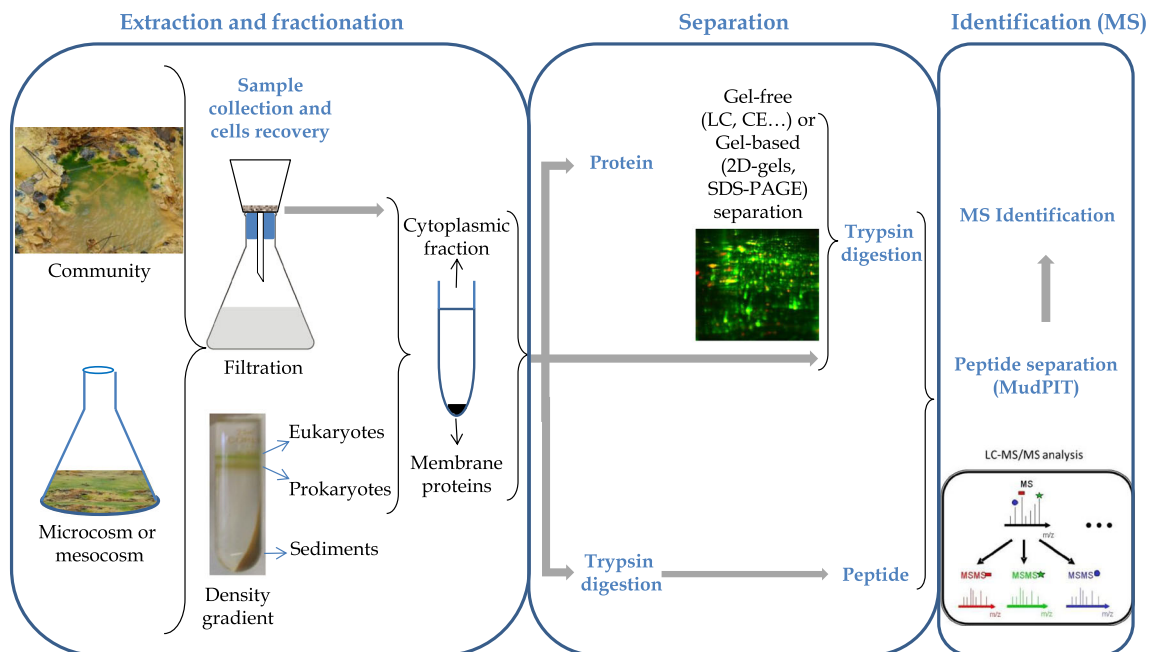 Extraction and fractionation
Separation
Identification (MS)
Sample
collection and
cells recovery
Community
Filtration
Microcosm or
mesocosm
Eukaryotes
Prokaryotes
Sediments
Density
gradient
Cytoplasmic
fraction
Membrane
proteins
Protein
Gel-free
(LC, CE…) or
Gel-based
(2D-gels,
SDS-PAGE)
separation
Trypsin
digestion
Trypsin
digestion
Peptide
MS Identification
Peptide separation
(MudPIT)
LC-MS/MS analysis
MS
m/z
MSMS
MSMS
MSMS
m/z
m/z
m/z